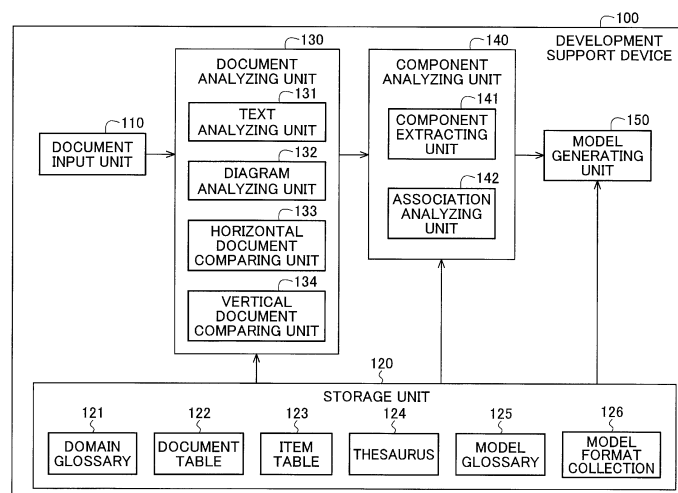 100
DEVELOPMENT
SUPPORT DEVICE
130
DOCUMENT
ANALYZING UNIT
131
TEXT
ANALYZING UNIT
132
DIAGRAM
ANALYZING UNIT
133
HORIZONTAL
DOCUMENT
COMPARING UNIT
134
VERTICAL
DOCUMENT
COMPARING UNIT
140
COMPONENT
ANALYZING UNIT
141
COMPONENT
EXTRACTING
UNIT
142
ASSOCIATION
ANALYZING
UNIT
110
DOCUMENT
INPUT UNIT
150
MODEL
GENERATING
UNIT
120
STORAGE UNIT
121
DOMAIN
GLOSSARY
122
DOCUMENT
TABLE
123
ITEM
TABLE
124
THESAURUS
125
MODEL
GLOSSARY
126
MODEL
FORMAT
COLLECTION